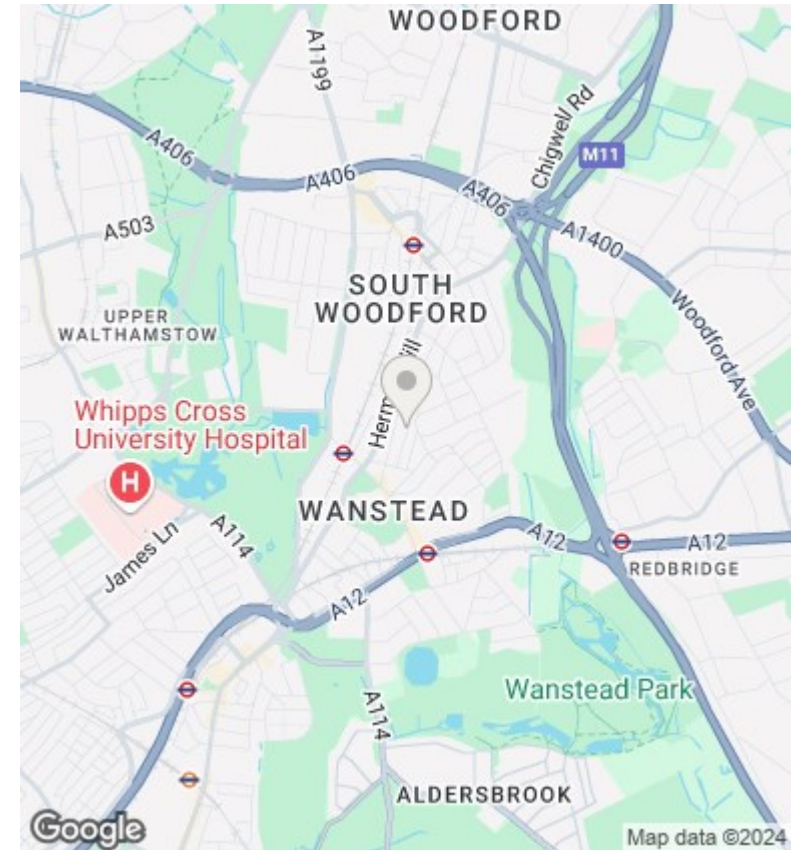 WOODFORD
A1199
Chigwell Rd
M11
A406
A406
A406
A503
A1400
SOUTH
WOODFORD
UPPER
WALTHAMSTOW
Woodford Ave
Whipps Cross
University Hospital
H
WANSTEAD
A114
James Ln
A12
A12
REDBRIDGE
A12
Wanstead Park
A114
ALDERSBROOK
Google
Map data ©2024